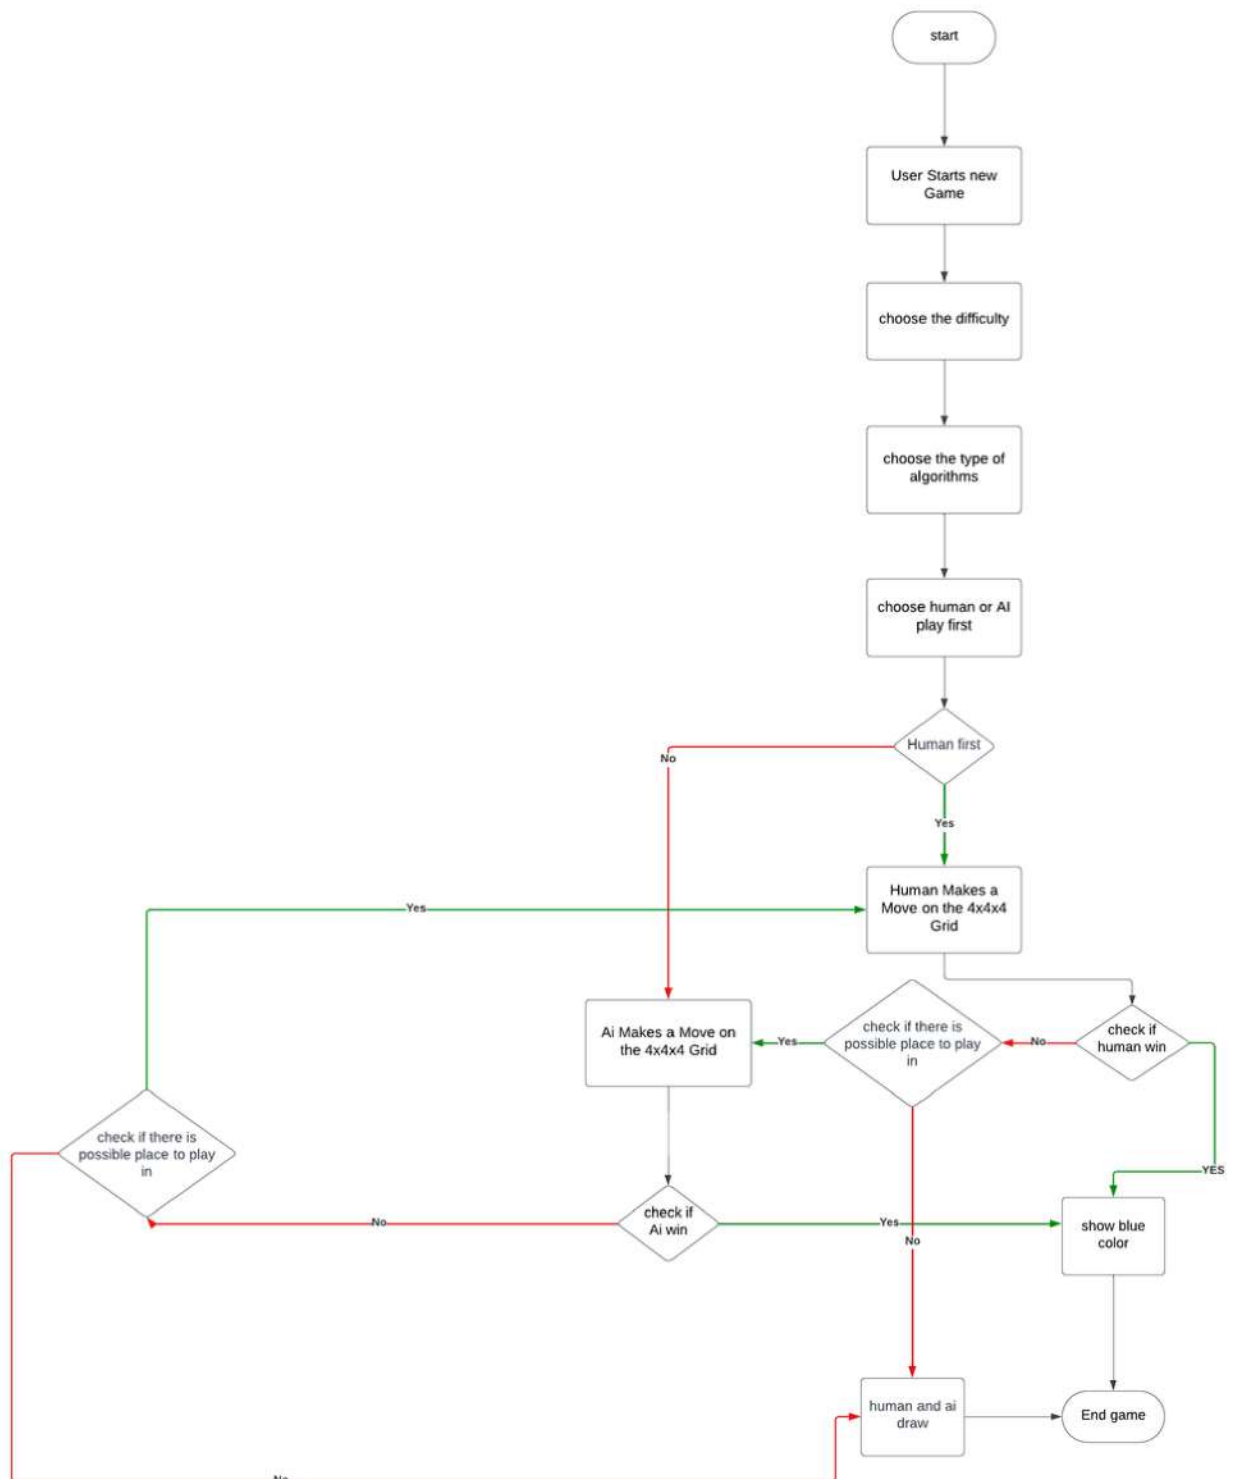 start
User Starts new
Game
choose the difficulty
choose the type of
algorithms
choose human or AI
play first
Human first
No
Yes
Human Makes a
Move on the 4x4x4
Grid
Yes
Ai Makes a Move on
the 4x4x4 Grid
Yes
check if there is
possible place to play
in
No
check if
human win
YES
check if there is
possible place to play
in
No
check if
Ai win
Yes
No
show blue
color
human and ai
draw
End game
No